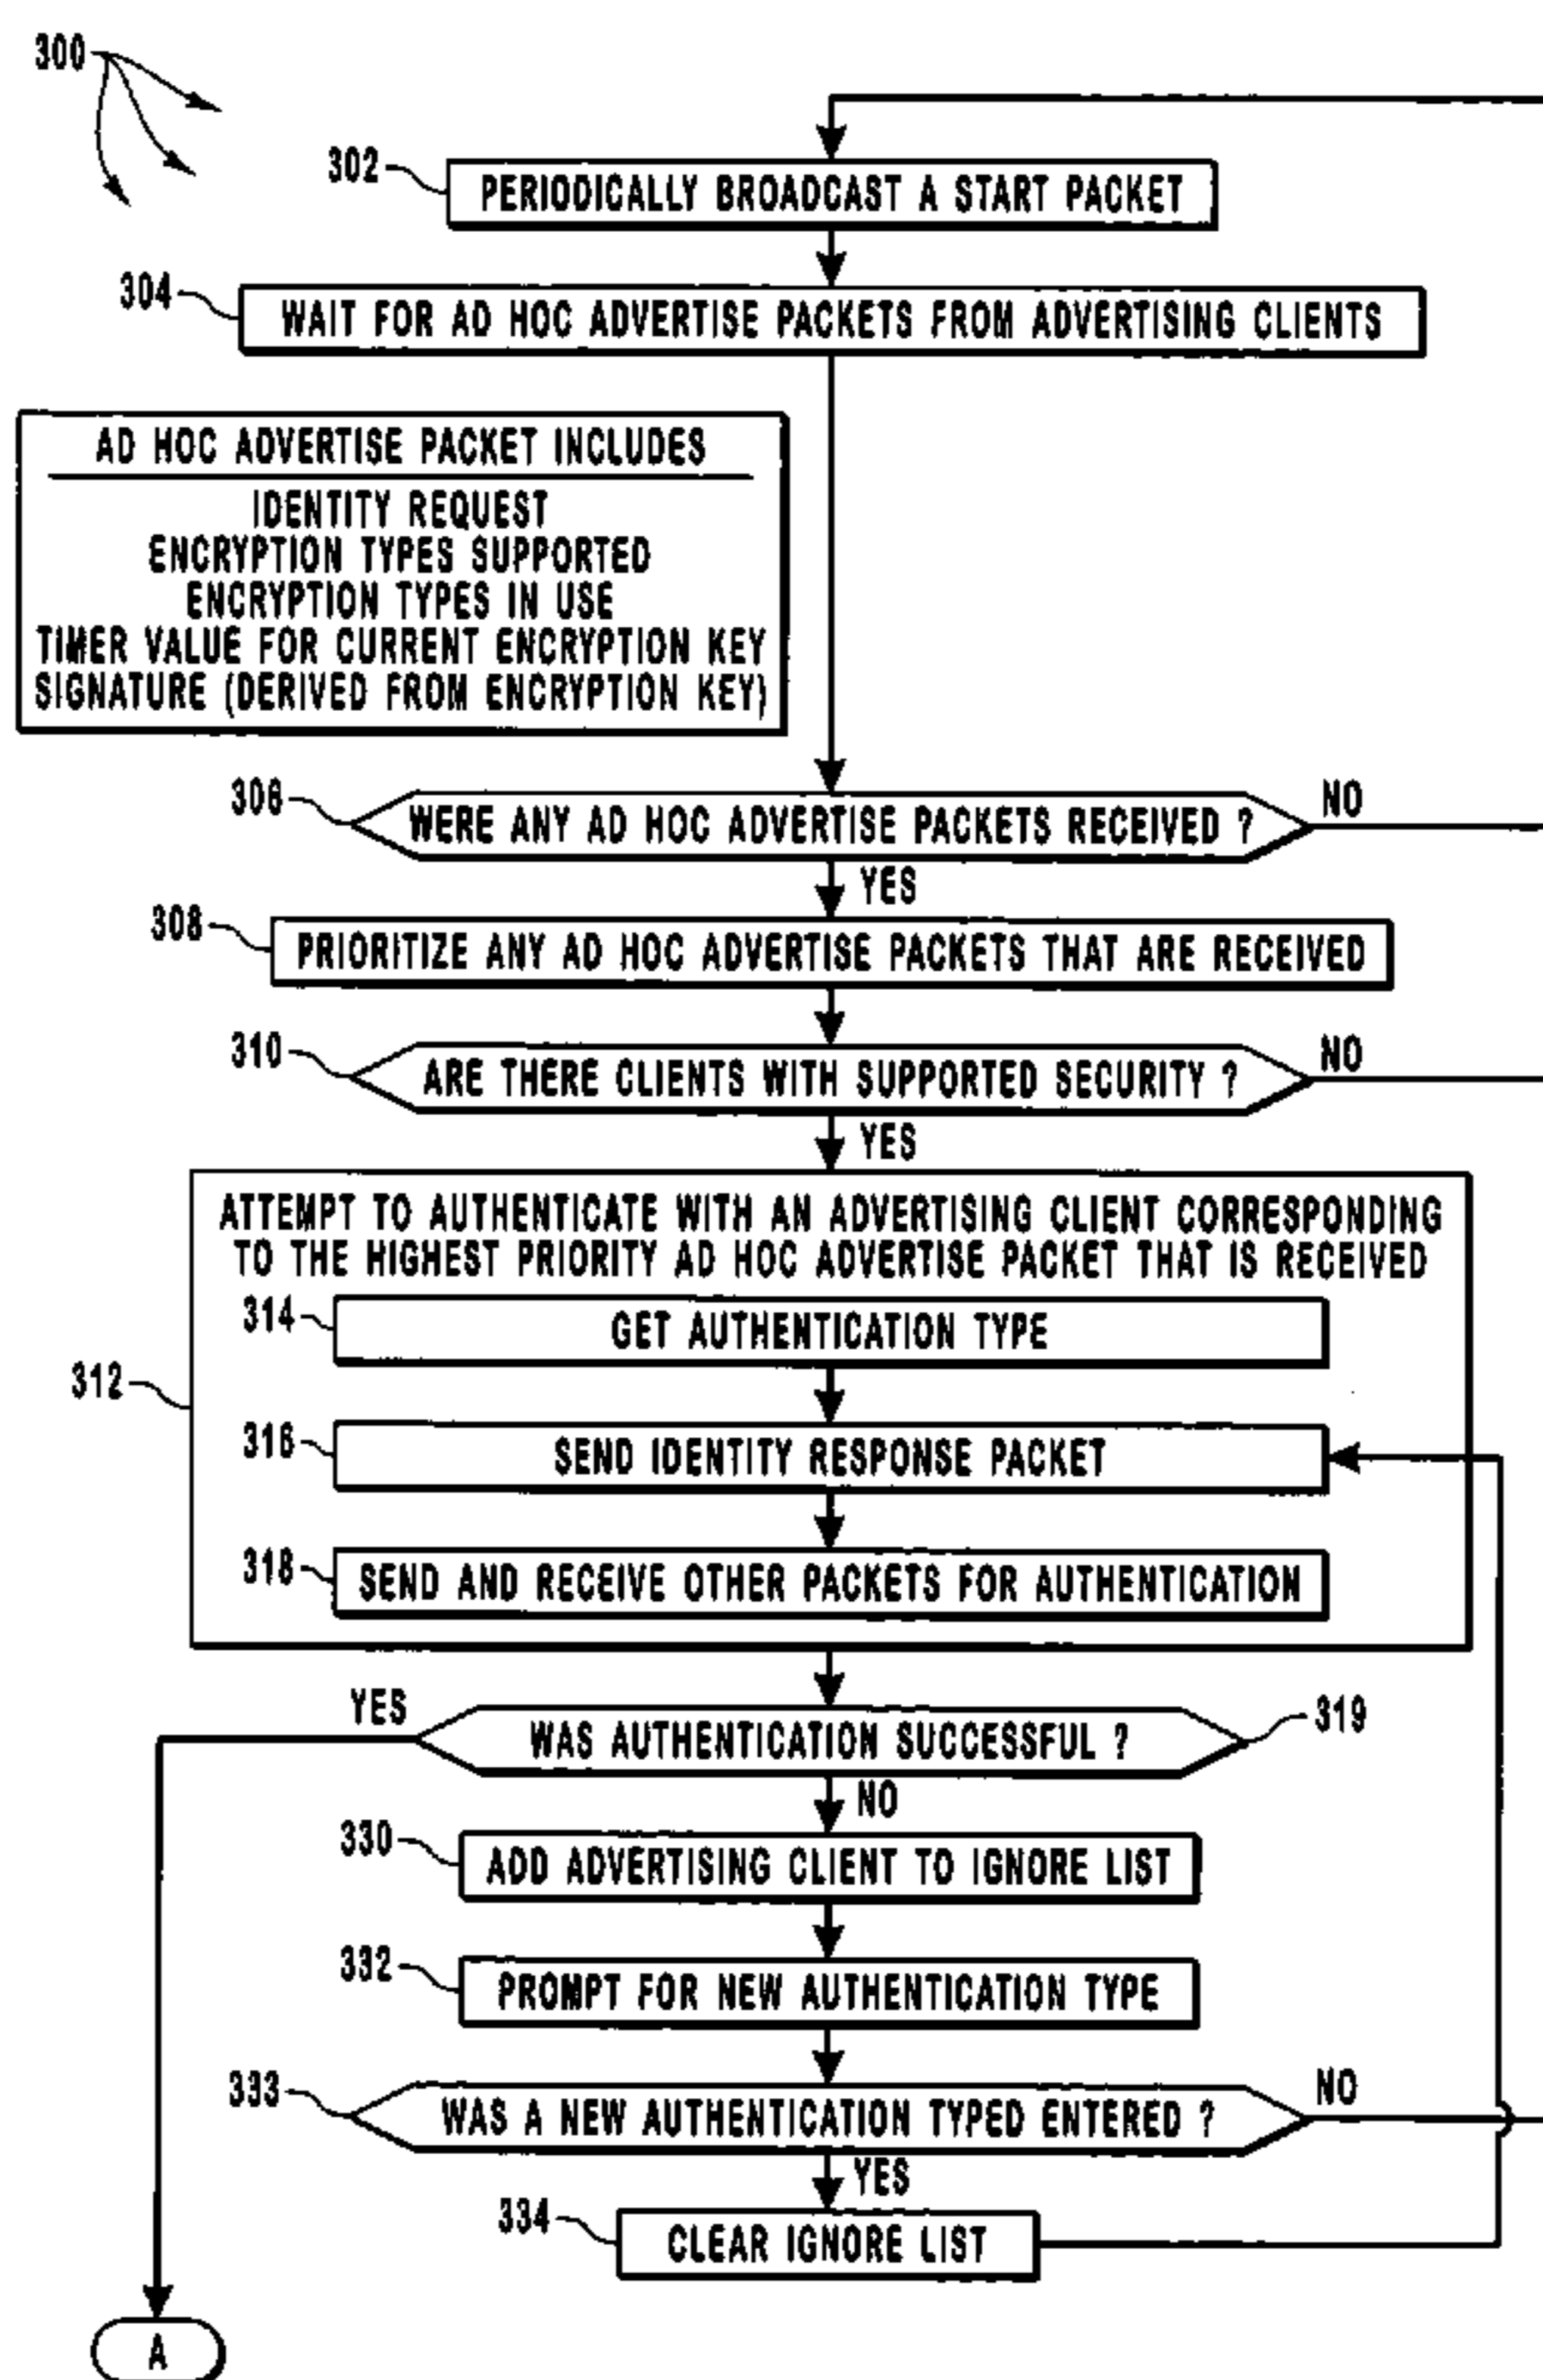 300
302
PERIODICALLY BROADCAST A START PACKET
304
WAIT FOR AD HOC ADVERTISE PACKETS FROM ADVERTISING CLIENTS
AD HOC ADVERTISE PACKET INCLUDES
IDENTITY REQUEST
ENCRYPTION TYPES SUPPORTED
ENCRYPTION TYPES IN USE
TIMER VALUE FOR CURRENT ENCRYPTION KEY
SIGNATURE (DERIVED FROM ENCRYPTION KEY)
306
WERE ANY AD HOC ADVERTISE PACKETS RECEIVED ?
NO
YES
308
PRIORITIZE ANY AD HOC ADVERTISE PACKETS THAT ARE RECEIVED
310
ARE THERE CLIENTS WITH SUPPORTED SECURITY ?
NO
YES
ATTEMPT TO AUTHENTICATE WITH AN ADVERTISING CLIENT CORRESPONDING
TO THE HIGHEST PRIORITY AD HOC ADVERTISE PACKET THAT IS RECEIVED
314
GET AUTHENTICATION TYPE
312
316
SEND IDENTITY RESPONSE PACKET
318
SEND AND RECEIVE OTHER PACKETS FOR AUTHENTICATION
YES
WAS AUTHENTICATION SUCCESSFUL ?
319
NO
330
ADD ADVERTISING CLIENT TO IGNORE LIST
332
PROMPT FOR NEW AUTHENTICATION TYPE
333
WAS A NEW AUTHENTICATION TYPED ENTERED ?
NO
YES
334
CLEAR IGNORE LIST
A